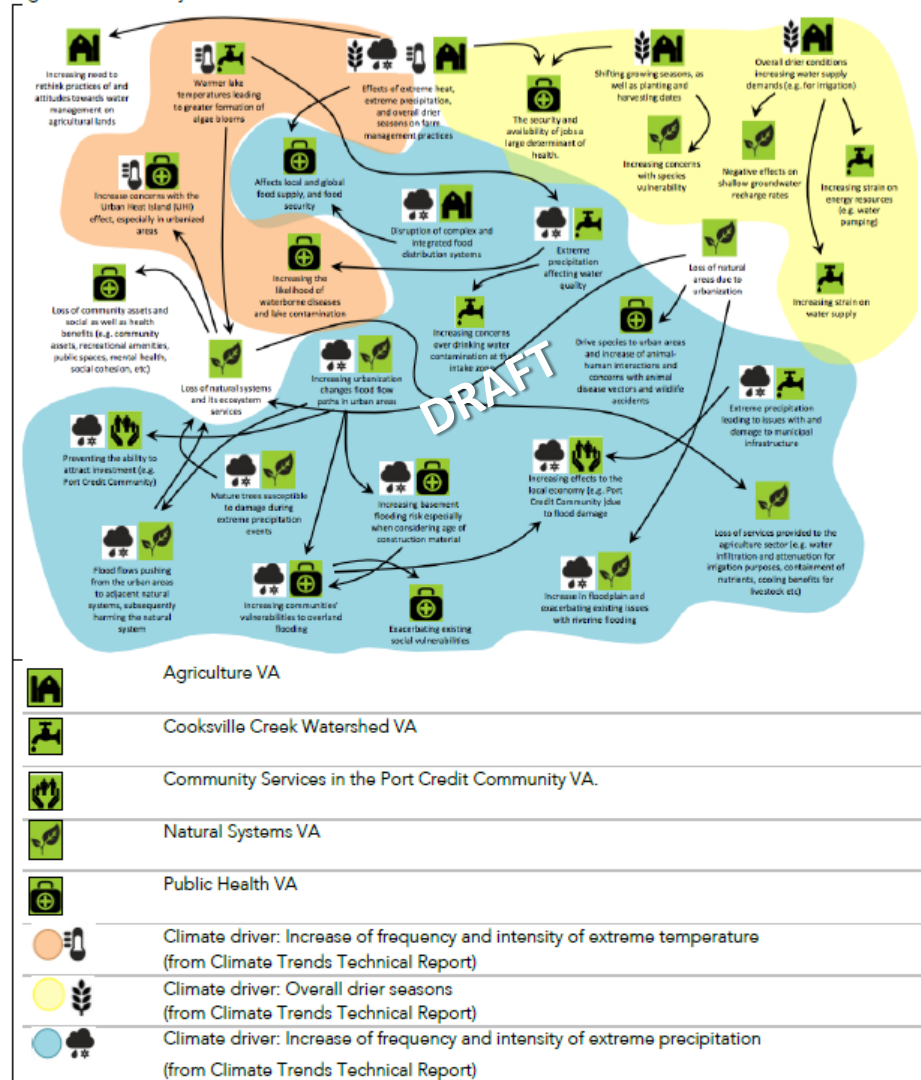 Increasing need to
rethink practices of and
attitudes towards water
management on
agricultural lands
Warmer lake
temperatures leading
to greater formation of
algae blooms
Effects of extreme heat,
extreme precipitation,
and overall drier
seasons on farm
management practices
The security and
availability of jobs a
large determinant of
health.
Shifting growing seasons, as
well as planting and
harvesting dates
Overall drier conditions
increasing water supply
demands (e.g. for irrigation)
Increasing concerns
with species
vulnerability
Negative effects on
shallow groundwater
recharge rates
Increasing strain on
energy resources
(e.g. water
pumping)
Increase concerns with the
Urban Heat Island (UHI)
effect, especially in urbanized
areas
Affects local and global
food supply, and food
security
Disruption of complex and
integrated food
distribution systems
Extreme
precipitation
affecting water
quality
Loss of natural
areas due to
urbanization
Increasing strain on
water supply
Loss of community assets and
social as well as health
benefits (e.g. community
assets, recreational amenities,
public spaces, mental health,
social cohesion, etc)
Increasing the
likelihood of
waterborne diseases
and lake contamination
Increasing concerns
over drinking water
contamination at the
intake zone
Drive species to urban areas
and increase of animal-
human interactions and
concerns with animal
disease vectors and wildlife
accidents
Loss of natural systems
and its ecosystem
services
Increasing urbanization
changes flood flow
paths in urban areas
DRAFT
Extreme precipitation
leading to issues with and
damage to municipal
infrastructure
Preventing the ability to
attract investment (e.g.
Port Credit Community)
Mature trees susceptible
to damage during
extreme precipitation
events
Increasing basement
flooding risk especially
when considering age of
construction material
Increasing effects to the
local economy (e.g. Port
Credit Community )due
to flood damage
Loss of services provided to the
agriculture sector (e.g. water
infiltration and attenuation for
irrigation purposes, containment of
nutrients, cooling benefits for
livestock etc)
Flood flows pushing
from the urban areas
to adjacent natural
systems, subsequently
harming the natural
system
Increasing communities'
vulnerabilities to overland
flooding
Exacerbating existing
social vulnerabilities
Increase in floodplain and
exacerbating existing issues
with riverine flooding
Agriculture VA
Cooksville Creek Watershed VA
Community Services in the Port Credit Community VA.
Natural Systems VA
Public Health VA
Climate driver: Increase of frequency and intensity of extreme temperature
(from Climate Trends Technical Report)
Climate driver: Overall drier seasons
(from Climate Trends Technical Report)
Climate driver: Increase of frequency and intensity of extreme precipitation
(from Climate Trends Technical Report)